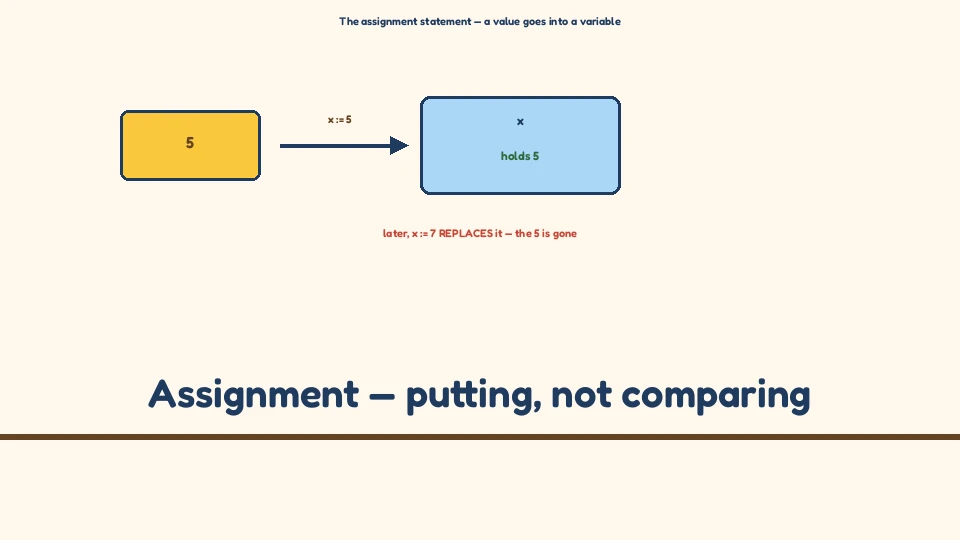 The assignment statement — a value goes into a variable
x := 5
5
x
holds 5
later, x := 7 REPLACES it — the 5 is gone
Assignment — putting, not comparing